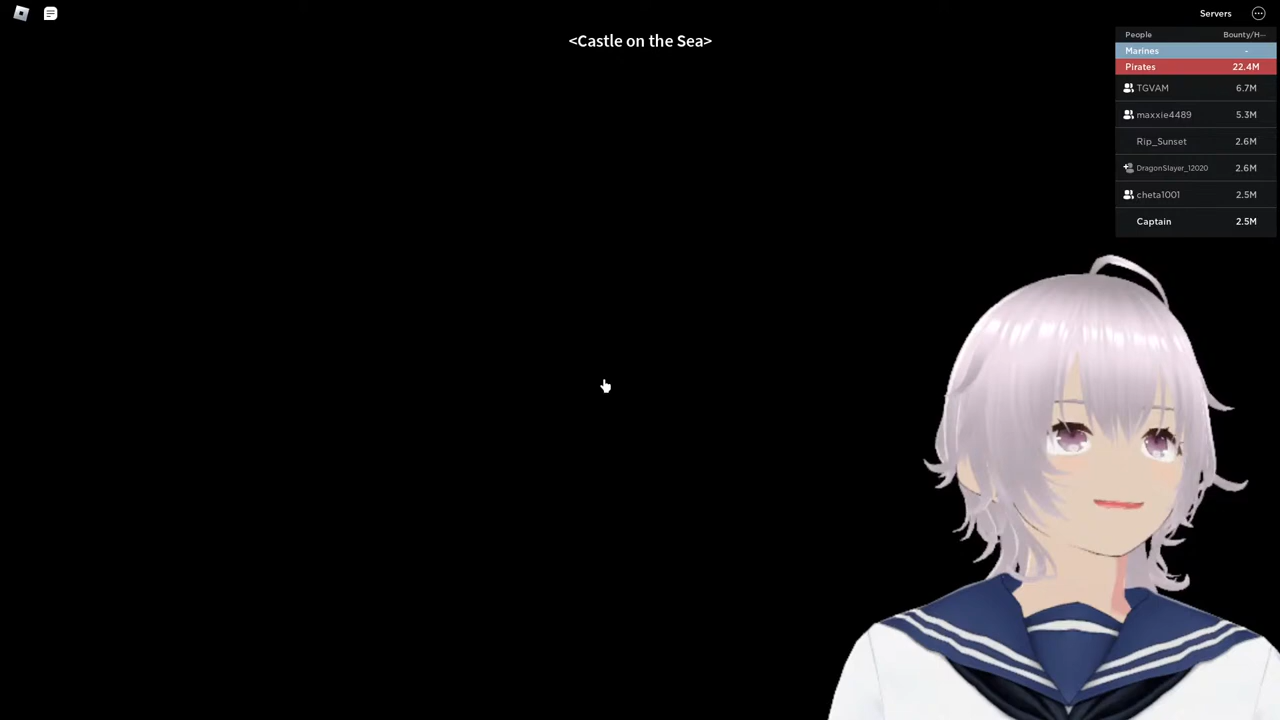 Servers
<Castle on the Sea>
People Bounty/H...
Marines -
Pirates 22.4M
TGVAM 6.7M
maxxie4489 5.3M
Rip_Sunset 2.6M
DragonSlayer_12020 2.6M
cheta1001 2.5M
Captain 2.5M